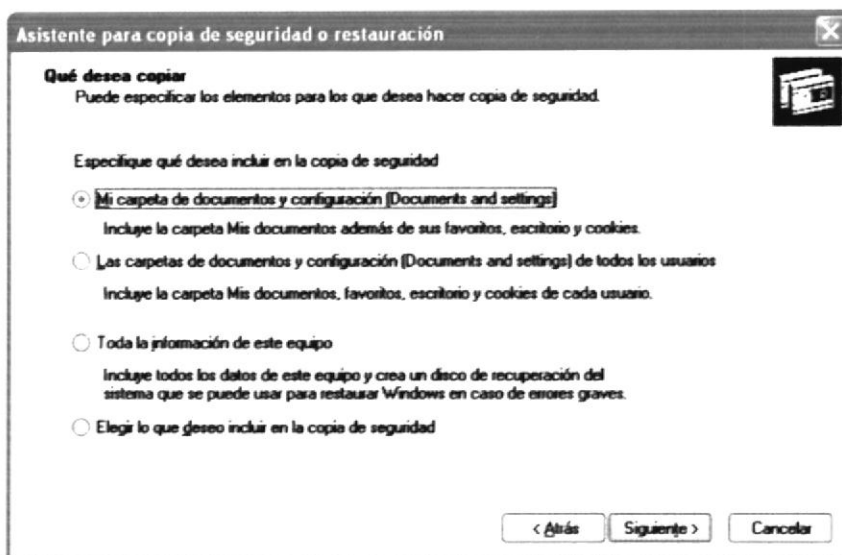 Asistente para copia de seguridad o restauración
Qué desea copiar
Puede especificar los elementos para los que desea hacer copia de seguridad.
Especifique qué desea incluir en la copia de seguridad
Mi carpeta de documentos y configuración (Documents and settings)
Incluye la carpeta Mis documentos además de sus favoritos, escritorio y cookies.
Las carpetas de documentos y configuración (Documents and settings) de todos los usuarios
Incluye la carpeta Mis documentos, favoritos, escritorio y cookies de cada usuario.
Toda la información de este equipo
Incluye todos los datos de este equipo y crea un disco de recuperación del
sistema que se puede usar para restaurar Windows en caso de errores graves.
Elegir lo que deseo incluir en la copia de seguridad
< Atrás Siguiente > Cancelar